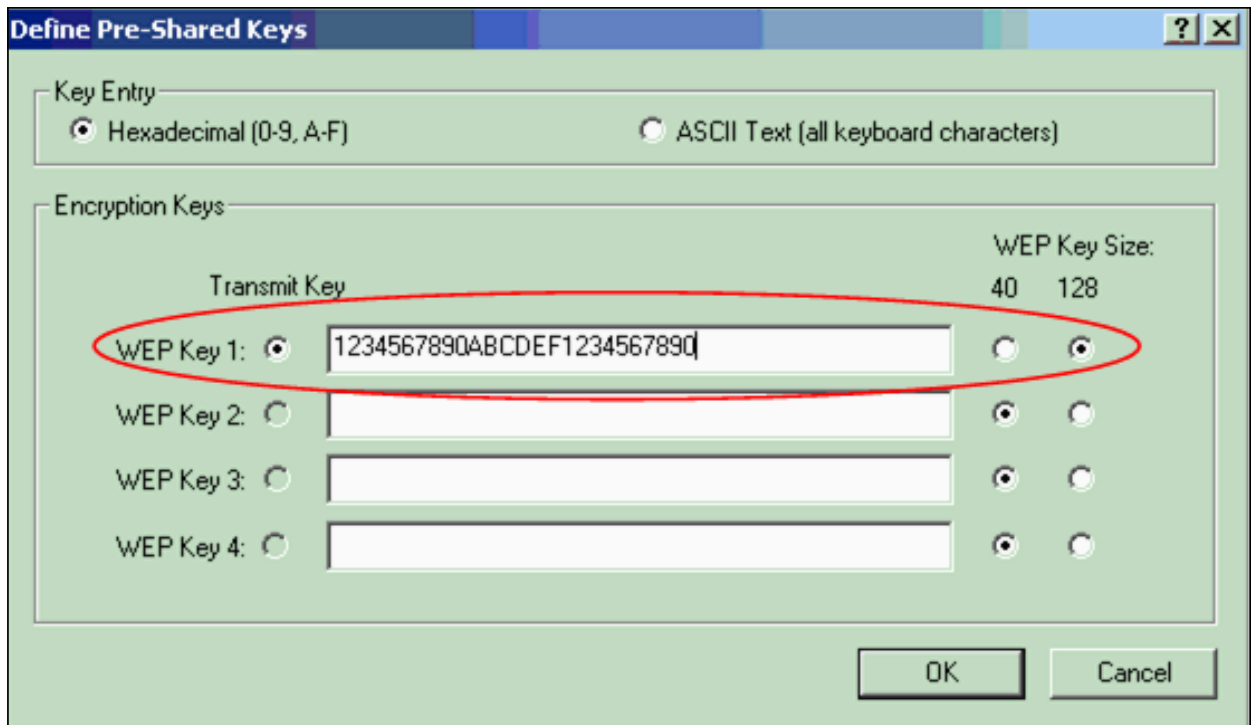 Define Pre-Shared Keys
Key Entry
Hexadecimal (0-9, A-F) ASCII Text (all keyboard characters)
Encryption Keys
WEP Key Size:
Transmit Key 40 128
WEP Key 1: 1234567890ABCDEF1234567890
WEP Key 2:
WEP Key 3:
WEP Key 4:
OK Cancel